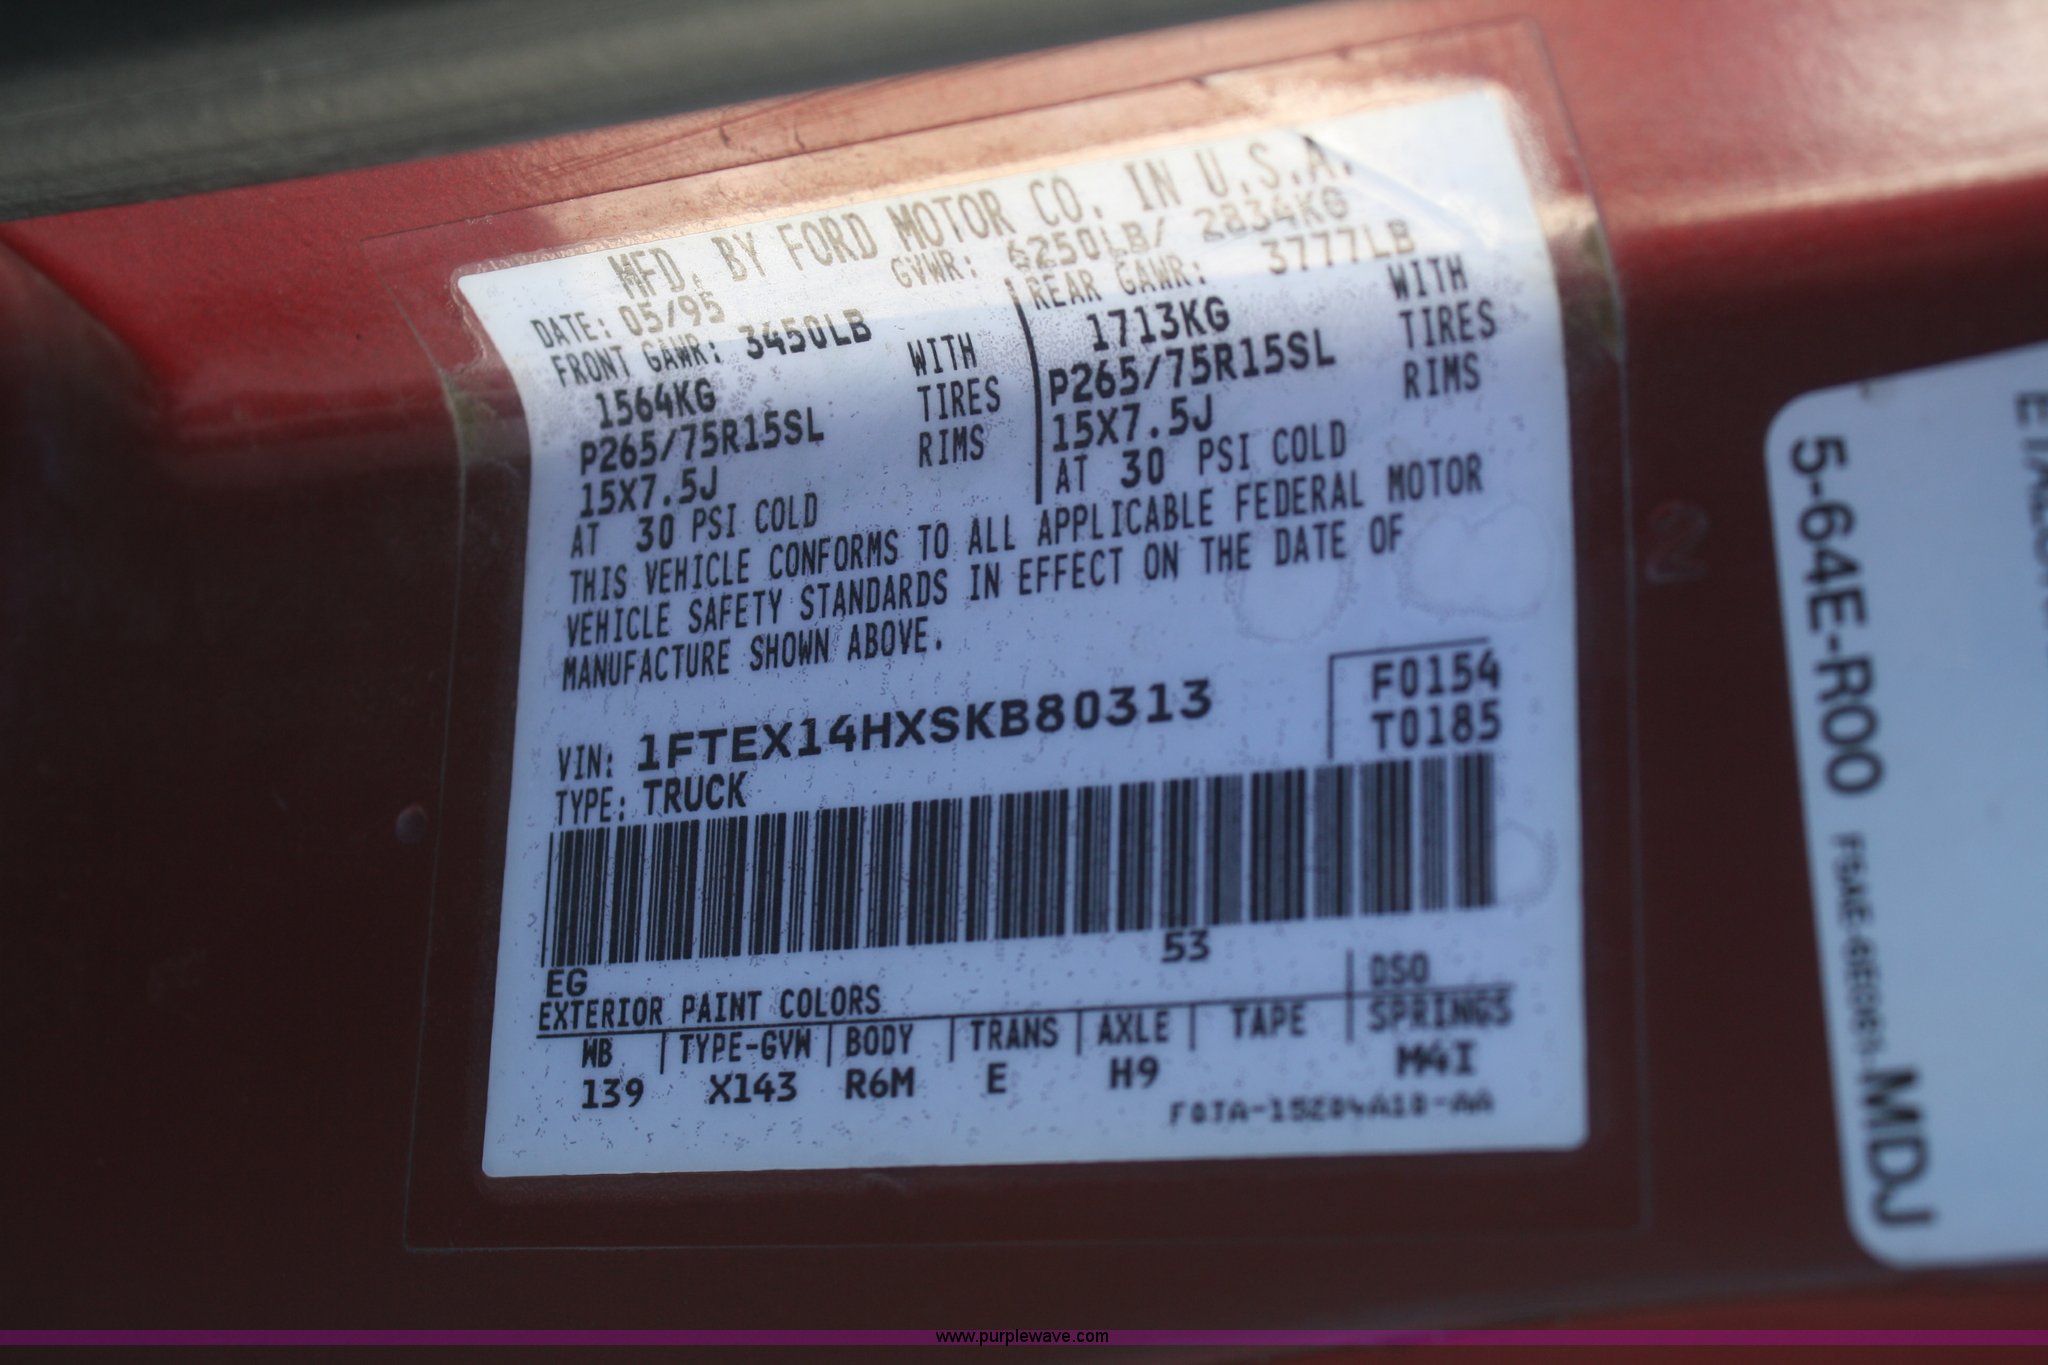 MFD. BY FORD MOTOR CO. IN U.S.A.
DATE: 05/95 GVWR: 6250LB/ 2834KG
FRONT GAWR: 3450LB
1564KG WITH
P265/75R15SL TIRES
15X7.5J RIMS
AT 30 PSI COLD
REAR GAWR: 3777LB
1713KG WITH
P265/75R15SL TIRES
15X7.5J RIMS
AT 30 PSI COLD
THIS VEHICLE CONFORMS TO ALL APPLICABLE FEDERAL MOTOR
VEHICLE SAFETY STANDARDS IN EFFECT ON THE DATE OF
MANUFACTURE SHOWN ABOVE.
F0154
T0185
VIN: 1FTEX14HXSKB80313
TYPE: TRUCK
EG 53
EXTERIOR PAINT COLORS DSO
WB TYPE-GVW BODY TRANS AXLE TAPE SPRINGS
139 X143 R6M E H9 M4I
5-64E-R00
MDJ
2
www.purplewave.com